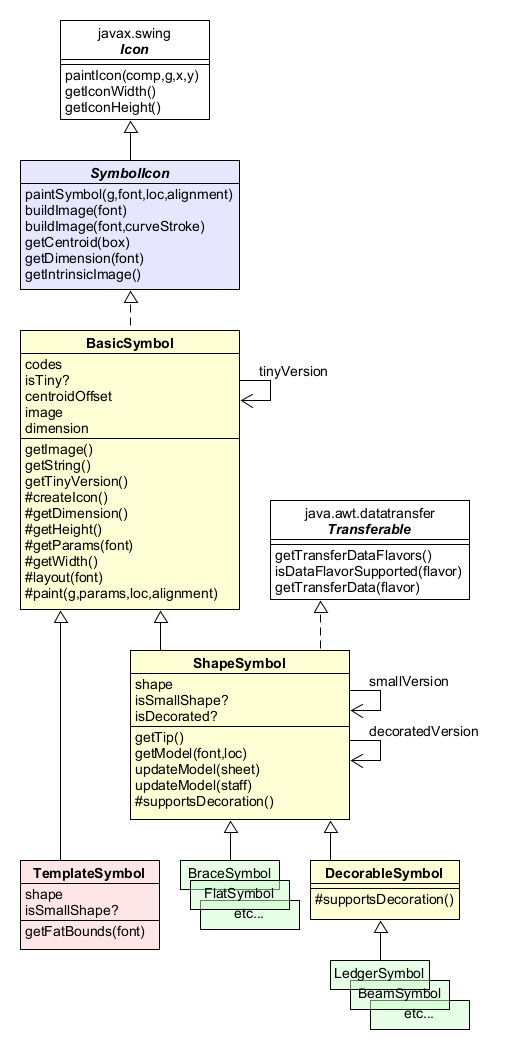 javax.swing
Icon
paintIcon(comp,g,x,y)
getIconWidth()
getIconHeight()
SymbolIcon
paintSymbol(g,font,loc,alignment)
buildImage(font)
buildImage(font,curveStroke)
getCentroid(box)
getDimension(font)
getIntrinsicImage()
BasicSymbol
codes
isTiny?
centroidOffset
image
dimension
tinyVersion
getImage()
getString()
getTinyVersion()
#createIcon()
#getDimension()
#getHeight()
#getParams(font)
#getWidth()
#layout(font)
#paint(g,params,loc,alignment)
java.awt.datatransfer
Transferable
getTransferDataFlavors()
isDataFlavorSupported(flavor)
getTransferData(flavor)
ShapeSymbol
shape
isSmallShape?
isDecorated?
smallVersion
decoratedVersion
getTip()
getModel(font,loc)
updateModel(sheet)
updateModel(staff)
#supportsDecoration()
TemplateSymbol
shape
isSmallShape?
getFatBounds(font)
BraceSymbol
FlatSymbol
etc...
DecorableSymbol
#supportsDecoration()
LedgerSymbol
BeamSymbol
etc...